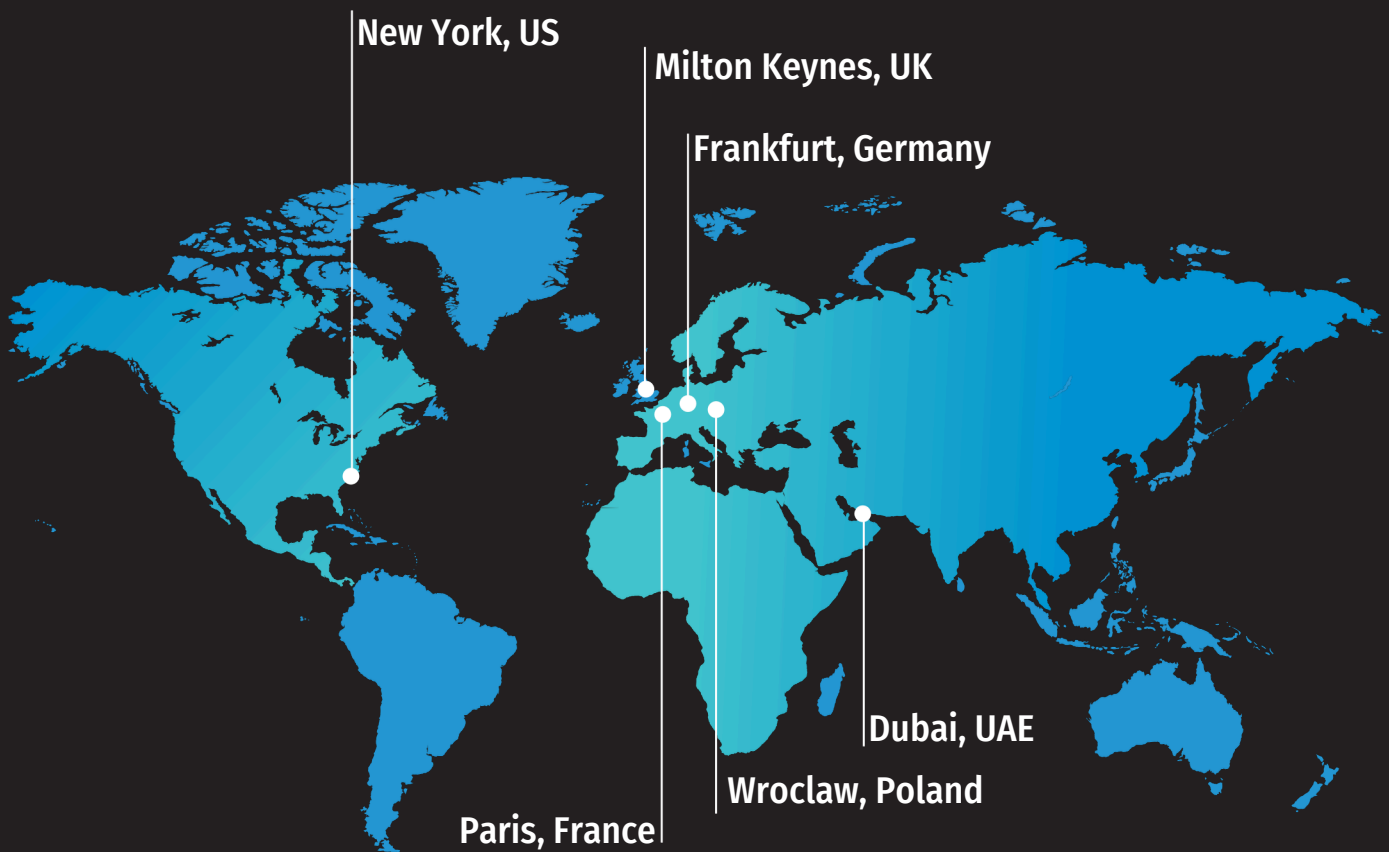 New York, US
Milton Keynes, UK
Frankfurt, Germany
Dubai, UAE
Wroclaw, Poland
Paris, France